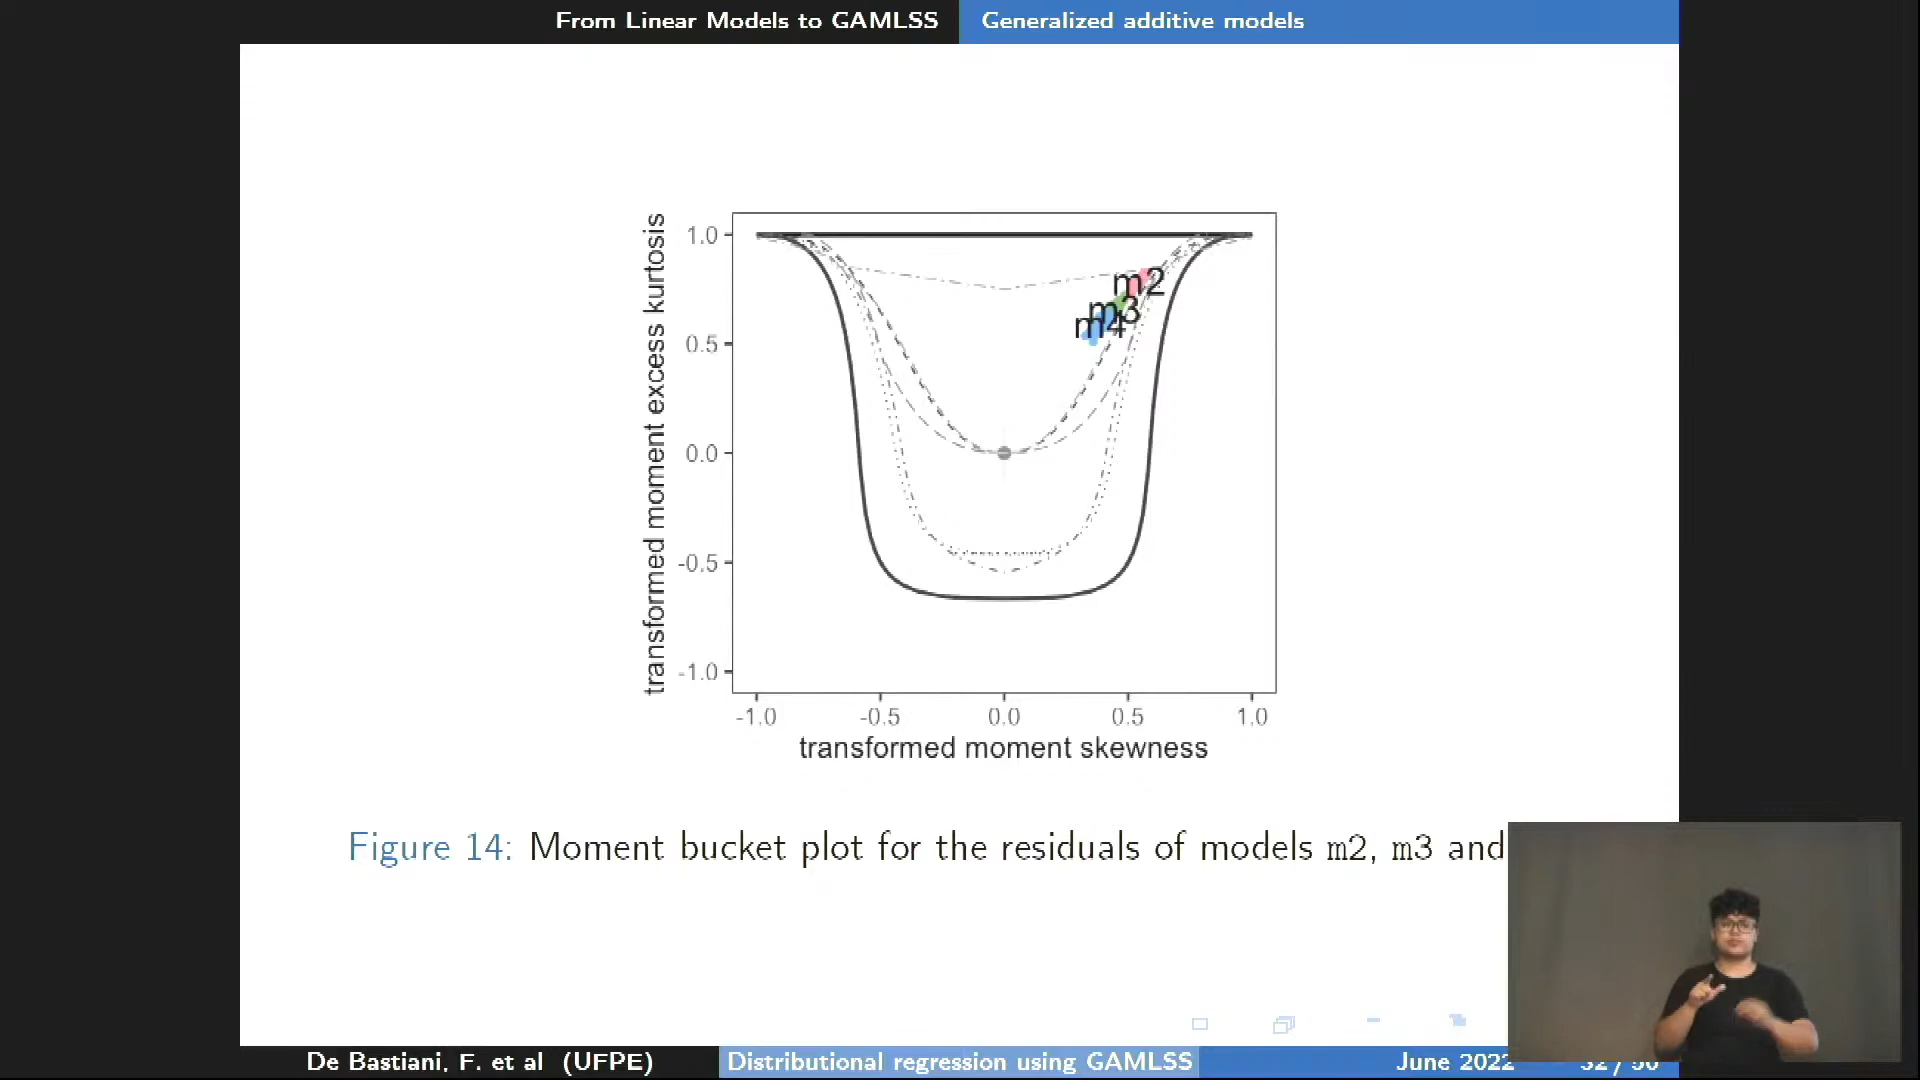 From Linear Models to GAMLSS
Generalized additive models
transformed moment excess kurtosis
1.0
0.5
0.0
-0.5
-1.0
m2
m3
m4
-1.0
-0.5
0.0
0.5
1.0
transformed moment skewness
Figure 14: Moment bucket plot for the residuals of models m2, m3 and
De Bastiani, F. et al (UFPE)
Distributional regression using GAMLSS
June 2022